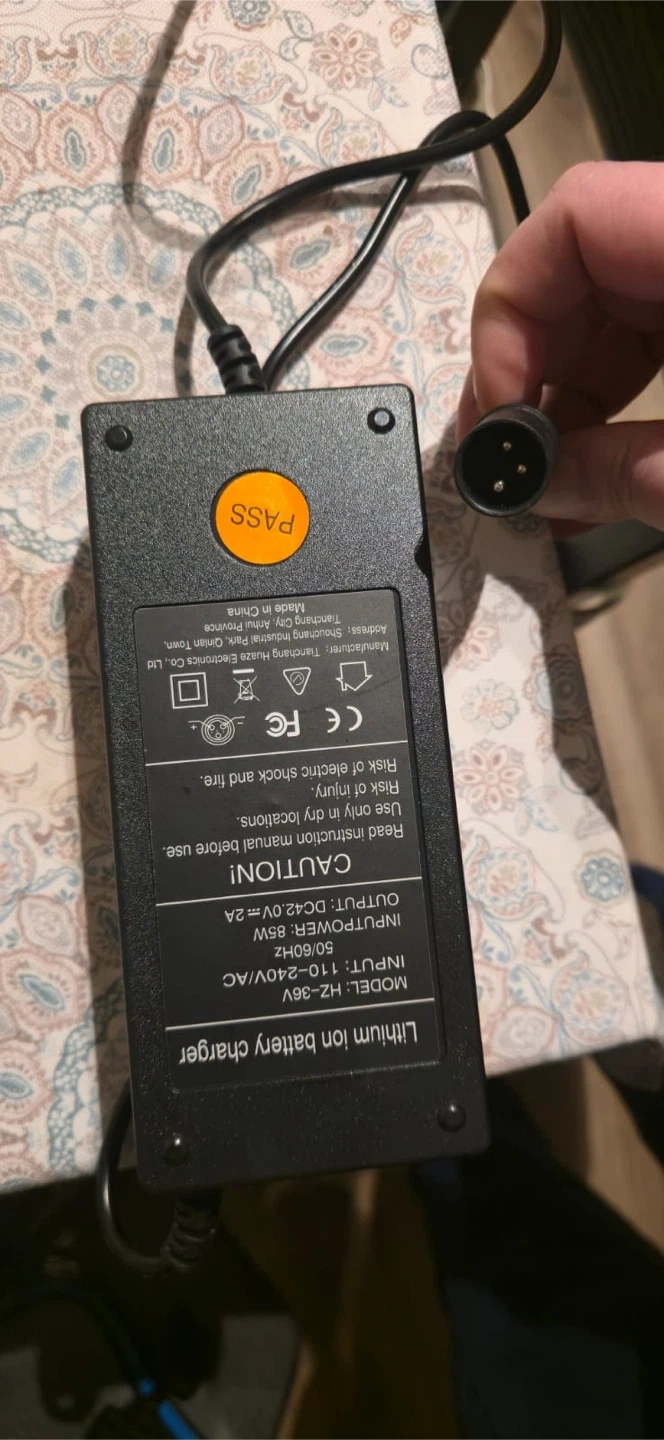 Lithium ion battery charger
MODEL: HZ-36V
INPUT: 110-240V/AC
50/60Hz
INPUTPOWER: 85W
OUTPUT: DC42.0V⎓2A
CAUTION!
Read instruction manual before use.
Use only in dry locations.
Risk of injury.
Risk of electric shock and fire.
CE FC
- +
Manufacturer: Tianchang Huaze Electronics Co., Ltd
Address: Shouchang Industrial Park, Qinlan Town,
Tianchang City, Anhui Province
Made in China
PASS